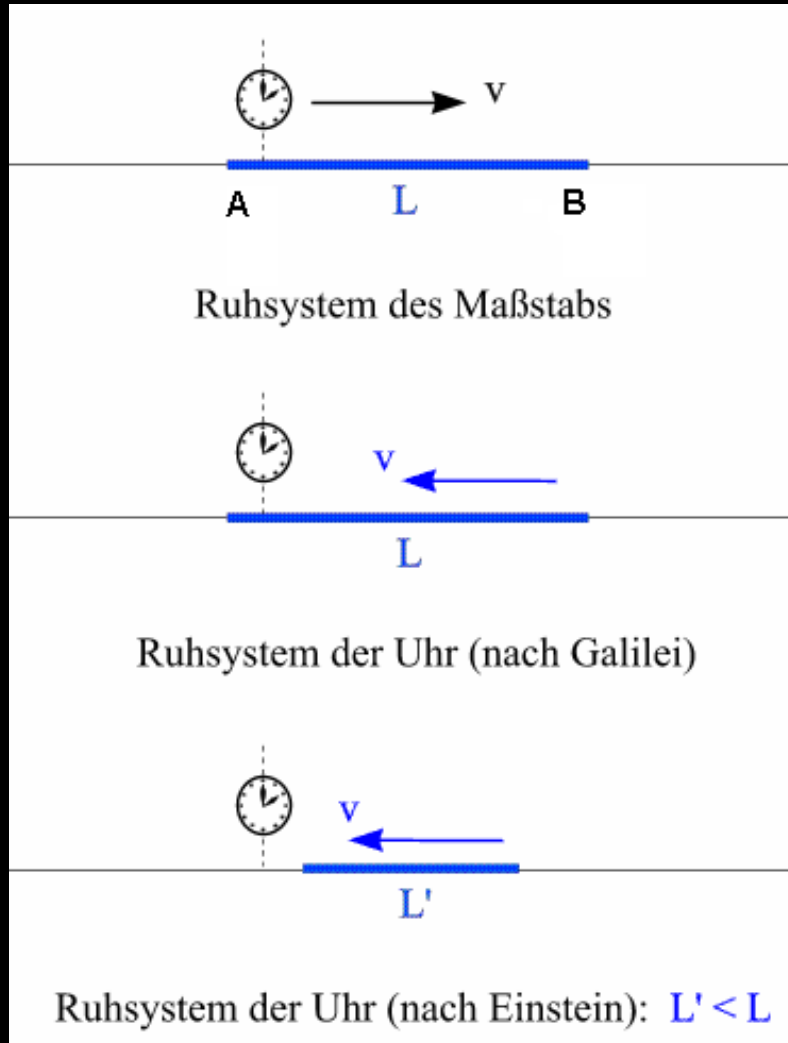 v
A L B
Ruhsystem des Maßstabs
v
L
Ruhsystem der Uhr (nach Galilei)
v
L'
Ruhsystem der Uhr (nach Einstein): L' < L